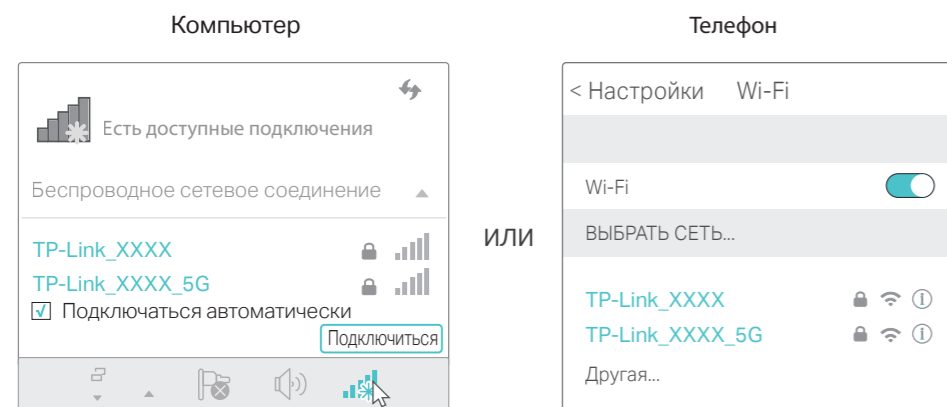 Компьютер
Есть доступные подключения
Беспроводное сетевое соединение
TP-Link_XXXX
TP-Link_XXXX_5G
Подключаться автоматически
Подключиться
ИЛИ
Телефон
< Настройки Wi-Fi
Wi-Fi
ВЫБРАТЬ СЕТЬ...
TP-Link_XXXX
TP-Link_XXXX_5G
Другая...